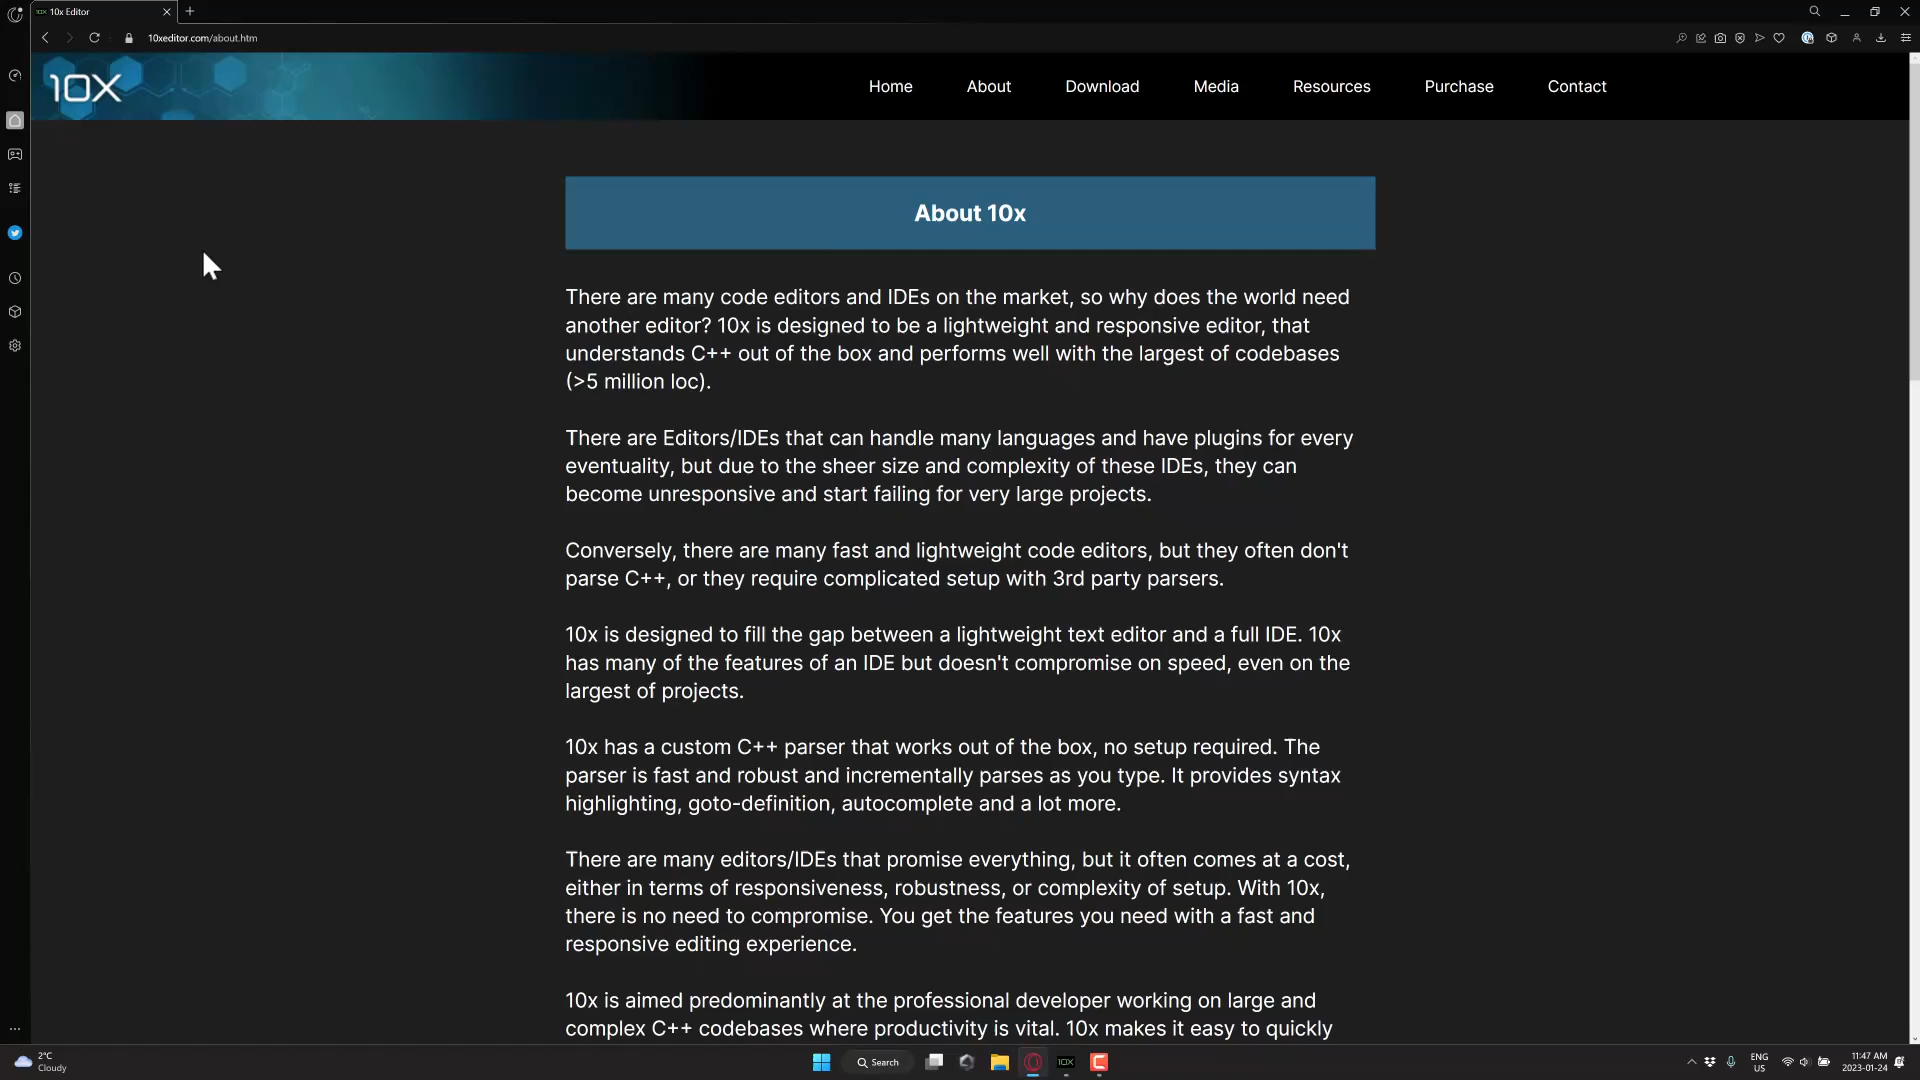 10x Editor
10xeditor.com/about.htm
10X
Home
About
Download
Media
Resources
Purchase
Contact
About 10x
There are many code editors and IDEs on the market, so why does the world need
another editor? 10x is designed to be a lightweight and responsive editor, that
understands C++ out of the box and performs well with the largest of codebases
(>5 million loc).
There are Editors/IDEs that can handle many languages and have plugins for every
eventuality, but due to the sheer size and complexity of these IDEs, they can
become unresponsive and start failing for very large projects.
Conversely, there are many fast and lightweight code editors, but they often don't
parse C++, or they require complicated setup with 3rd party parsers.
10x is designed to fill the gap between a lightweight text editor and a full IDE. 10x
has many of the features of an IDE but doesn't compromise on speed, even on the
largest of projects.
10x has a custom C++ parser that works out of the box, no setup required. The
parser is fast and robust and incrementally parses as you type. It provides syntax
highlighting, goto-definition, autocomplete and a lot more.
There are many editors/IDEs that promise everything, but it often comes at a cost,
either in terms of responsiveness, robustness, or complexity of setup. With 10x,
there is no need to compromise. You get the features you need with a fast and
responsive editing experience.
10x is aimed predominantly at the professional developer working on large and
complex C++ codebases where productivity is vital. 10x makes it easy to quickly
2°C
Cloudy
Search
10X
ENG
US
11:47 AM
2023-01-24